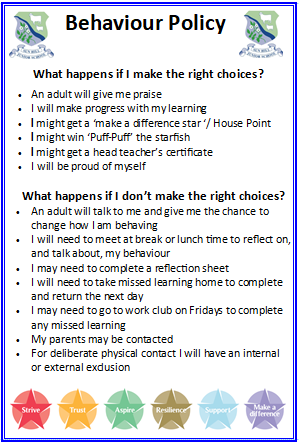 Behaviour Policy
What happens if I make the right choices?
• An adult will give me praise
• I will make progress with my learning
• I might get a ‘make a difference star ‘/ House Point
• I might win ‘Puff-Puff’ the starfish
• I might get a head teacher’s certificate
• I will be proud of myself
What happens if I don’t make the right choices?
• An adult will talk to me and give me the chance to
change how I am behaving
• I will need to meet at break or lunch time to reflect on,
and talk about, my behaviour
• I may need to complete a reflection sheet
• I will need to take missed learning home to complete
and return the next day
• I may need to go to work club on Fridays to complete
any missed learning
• My parents may be contacted
• For deliberate physical contact I will have an internal
or external exclusion
Strive
Trust
Aspire
Resilience
Support
Make a
difference